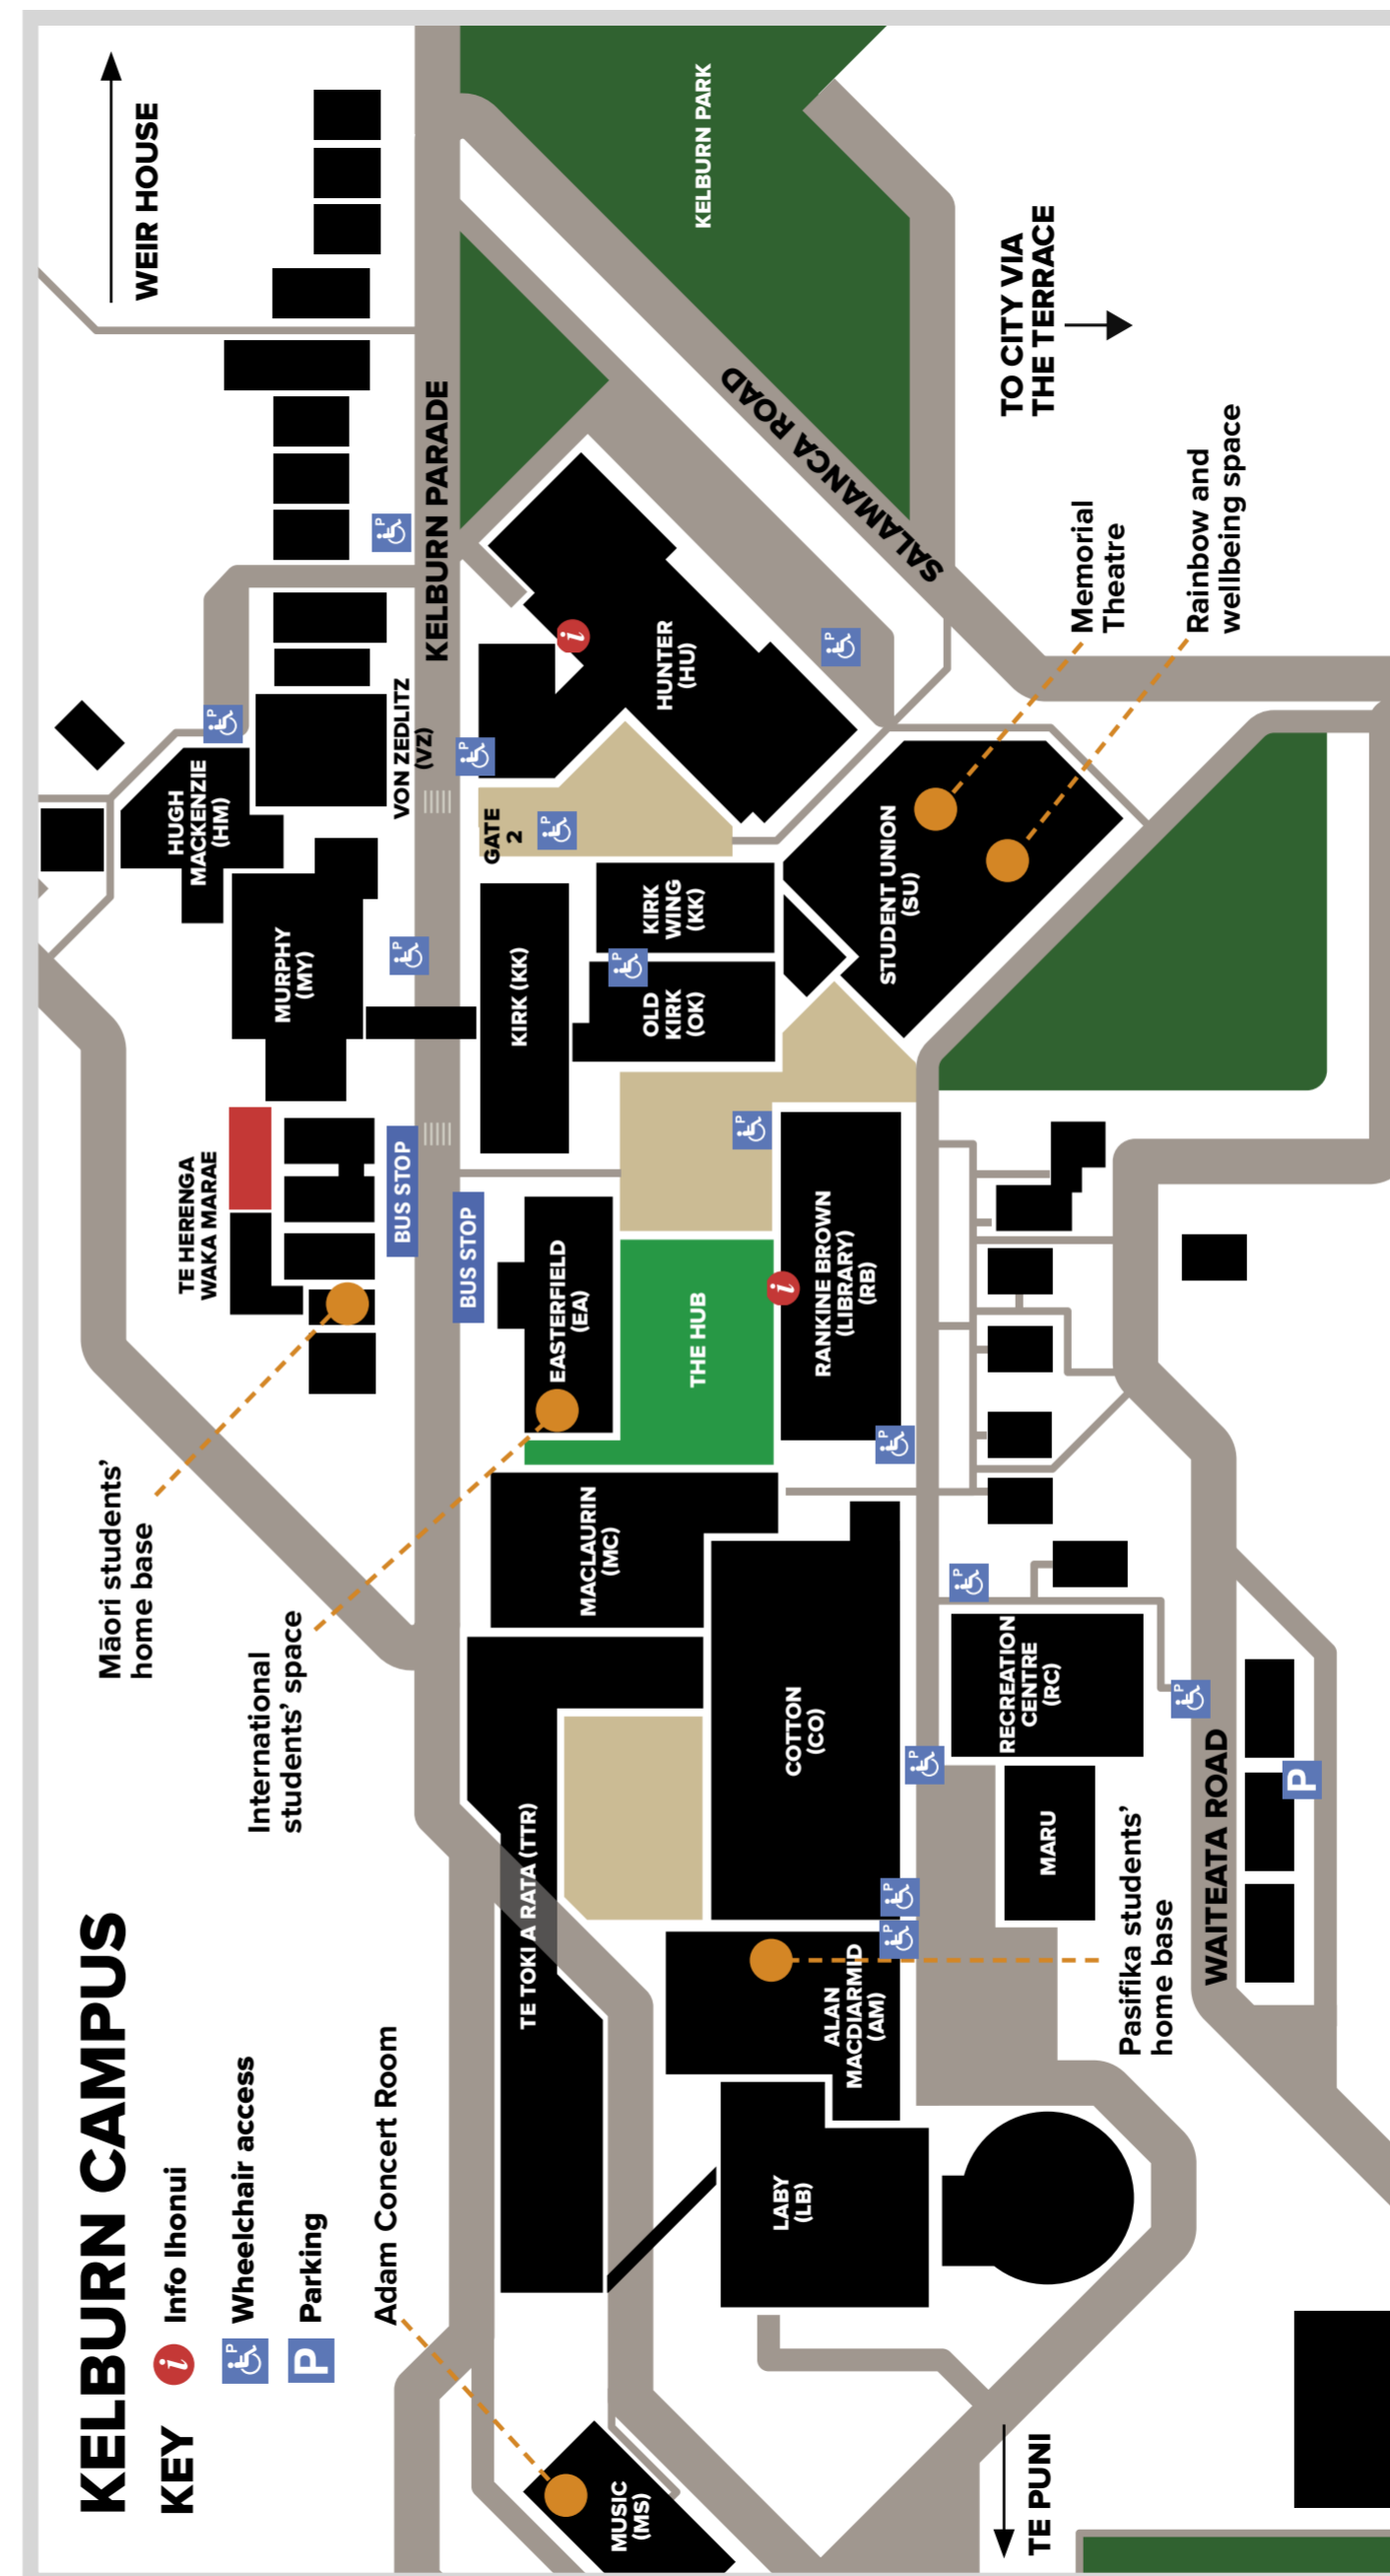 KELBURN CAMPUS
KEY
Info Ihonui
Wheelchair access
P
Parking
Adam Concert Room
International
students' space
Māori students'
home base
WEIR HOUSE
TE HERENGA
WAKA MARAE
MURPHY
(MY)
HUGH
MACKENZIE
(HM)
VON ZEDLITZ
(VZ)
KELBURN PARADE
BUS STOP
BUS STOP
GATE
2
KIRK (KK)
KIRK
WING
(KK)
OLD
KIRK
(OK)
HUNTER
(HU)
KELBURN PARK
SALAMANCA ROAD
TO CITY VIA
THE TERRACE
Memorial
Theatre
Rainbow and
wellbeing space
STUDENT UNION
(SU)
EASTERFIELD
(EA)
THE HUB
RANKINE BROWN
(LIBRARY)
(RB)
MACLAURIN
(MC)
COTTON
(CO)
TE TOKI A RATA (TTR)
ALAN
MACDIARMID
(AM)
LABY
(LB)
MUSIC
(MS)
RECREATION
CENTRE
(RC)
MARU
Pasifika students'
home base
WAITEATA ROAD
P
TE PUNI